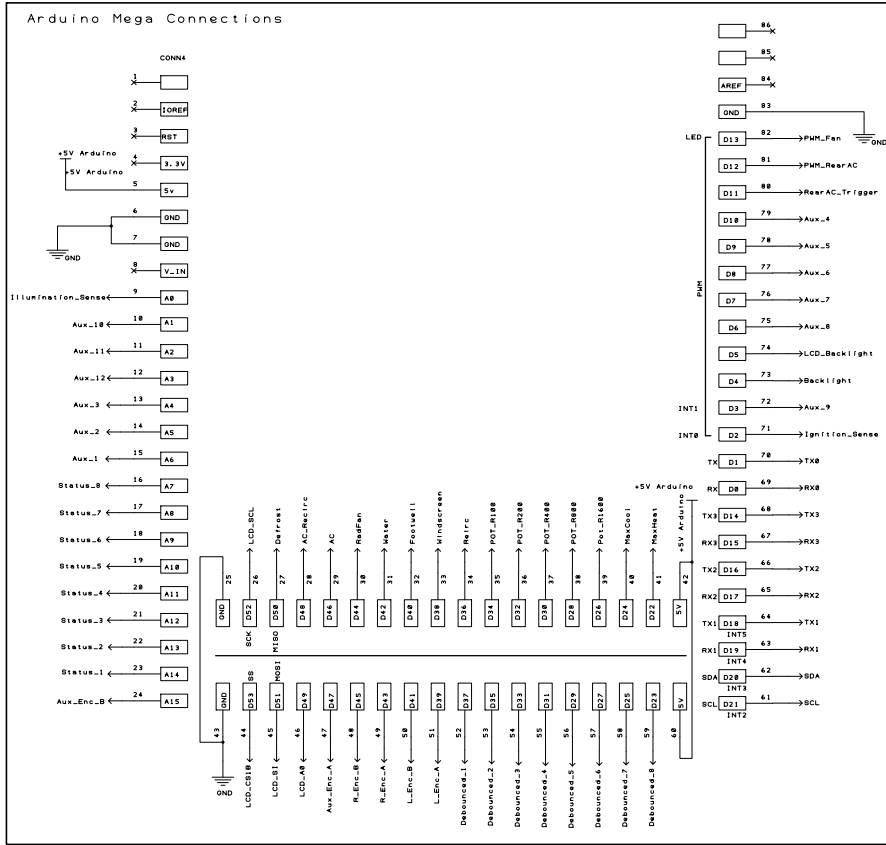 Arduino Mega Connections
CONN4
1
2 IOREF
3 RST
+5V Arduino
4 3.3V
+5V Arduino
5 5v
6 GND
7 GND
GND
8 V_IN
Illumination_Sense 9 A0
Aux_10 10 A1
Aux_11 11 A2
Aux_12 12 A3
Aux_3 13 A4
Aux_2 14 A5
Aux_1 15 A6
Status_8 16 A7
Status_7 17 A8
Status_6 18 A9
Status_5 19 A10
Status_4 20 A11
Status_3 21 A12
Status_2 22 A13
Status_1 23 A14
Aux_Enc_B 24 A15
86
85
AREF 84
GND 83
GND
LED D13 82 PWM_Fan
D12 81 PWM_RearAC
D11 80 RearAC_Trigger
D10 79 Aux_4
D9 78 Aux_5
D8 77 Aux_6
PWM
D7 76 Aux_7
D6 75 Aux_8
D5 74 LCD_Backlight
D4 73 Backlight
INT1 D3 72 Aux_9
INT0 D2 71 Ignition_Sense
TX D1 70 TX0
RX D0 69 RX0
TX3 D14 68 TX3
RX3 D15 67 RX3
TX2 D16 66 TX2
RX2 D17 65 RX2
TX1 D18 64 TX1
INT5
RX1 D19 63 RX1
INT4
SDA D20 62 SDA
INT3
SCL D21 61 SCL
INT2
GND 25
SCK D52 26 LCD_SCL
MISO D50 27 Defrost
D48 28 AC_Recirc
D46 29 AC
D44 30 RadFan
D42 31 Water
D40 32 Footwell
D38 33 Windscreen
D36 34 Reirc
D34 35 POT_R100
D32 36 POT_R200
D30 37 POT_R400
D28 38 POT_R800
D26 39 Pot_R1600
D24 40 MaxCool
D22 41 MaxHeat
5V 42 +5V Arduino
+5V Arduino
GND 43
GND
SS D53 44 LCD_CS1B
MOSI D51 45 LCD_SI
D49 46 LCD_A0
D47 47 Aux_Enc_A
D45 48 R_Enc_B
D43 49 R_Enc_A
D41 50 L_Enc_B
D39 51 L_Enc_A
D37 52 Debounced_1
D35 53 Debounced_2
D33 54 Debounced_3
D31 55 Debounced_4
D29 56 Debounced_5
D27 57 Debounced_6
D25 58 Debounced_7
D23 59 Debounced_8
5V 60